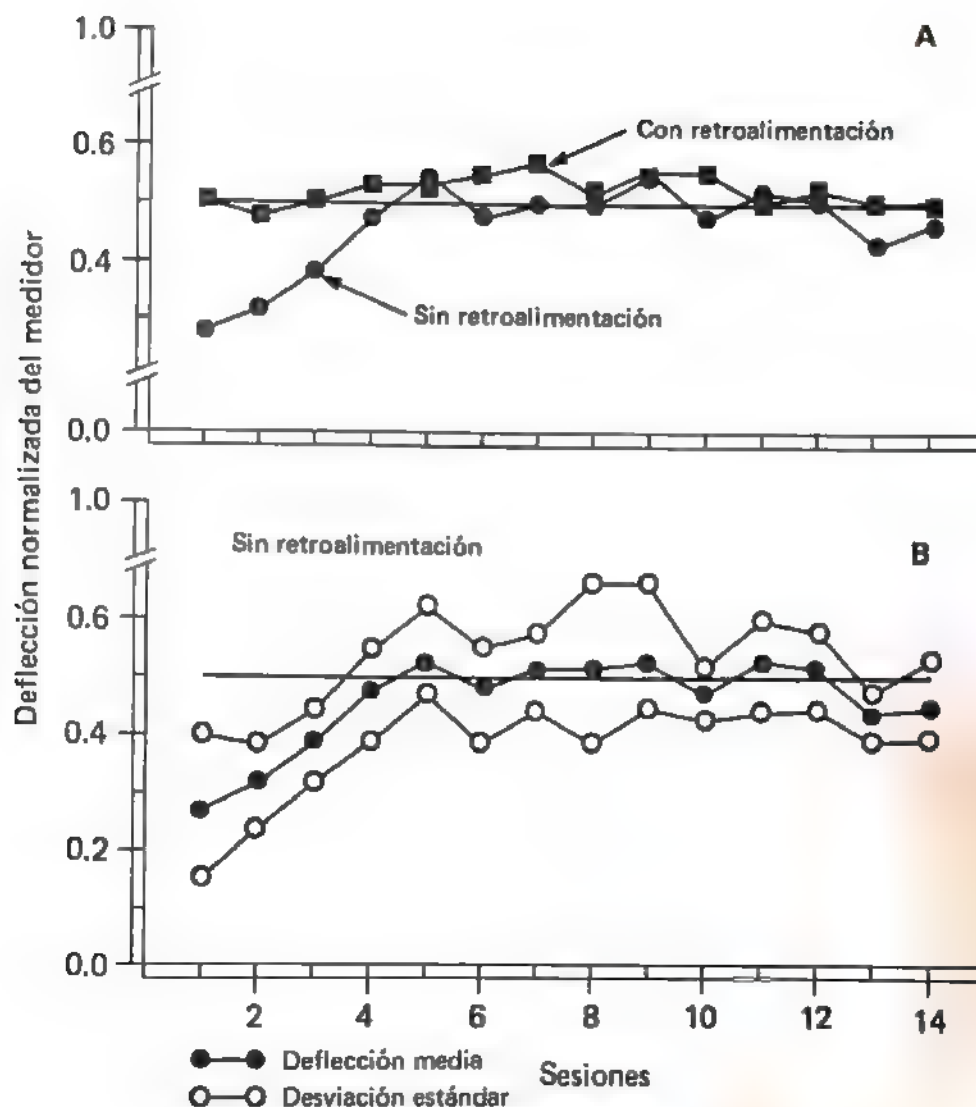 1.0
A
0.6
Con retroalimentación
0.4
Sin retroalimentación
0.0
Deflección normalizada del medidor
1.0
Sin retroalimentación
B
0.6
0.4
0.2
0.0
2 4 6 8 10 12 14
Deflección media
Sesiones
Desviación estándar